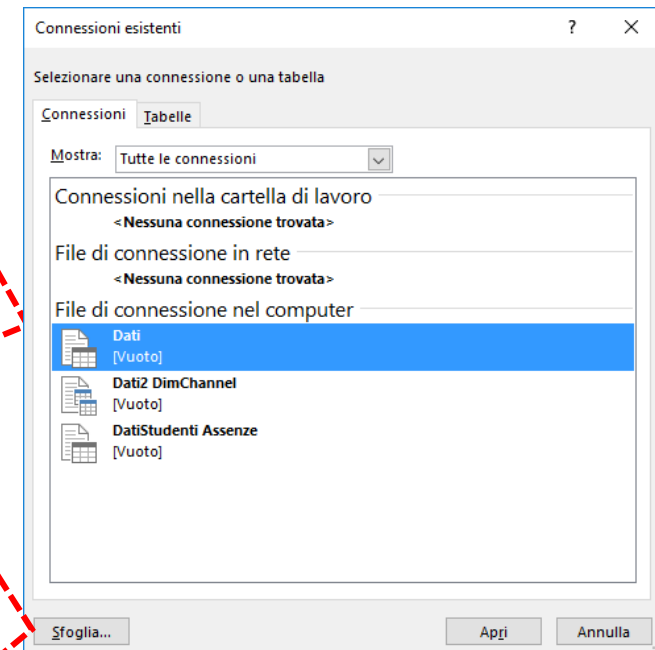 Connessioni esistenti ?
Selezionare una connessione o una tabella
Connessioni Tabelle
Mostra: Tutte le connessioni
Connessioni nella cartella di lavoro
<Nessuna connessione trovata>
File di connessione in rete
<Nessuna connessione trovata>
File di connessione nel computer
Dati
[Vuoto]
Dati2 DimChannel
[Vuoto]
DatiStudenti Assenze
[Vuoto]
Sfoglia... Apri Annulla